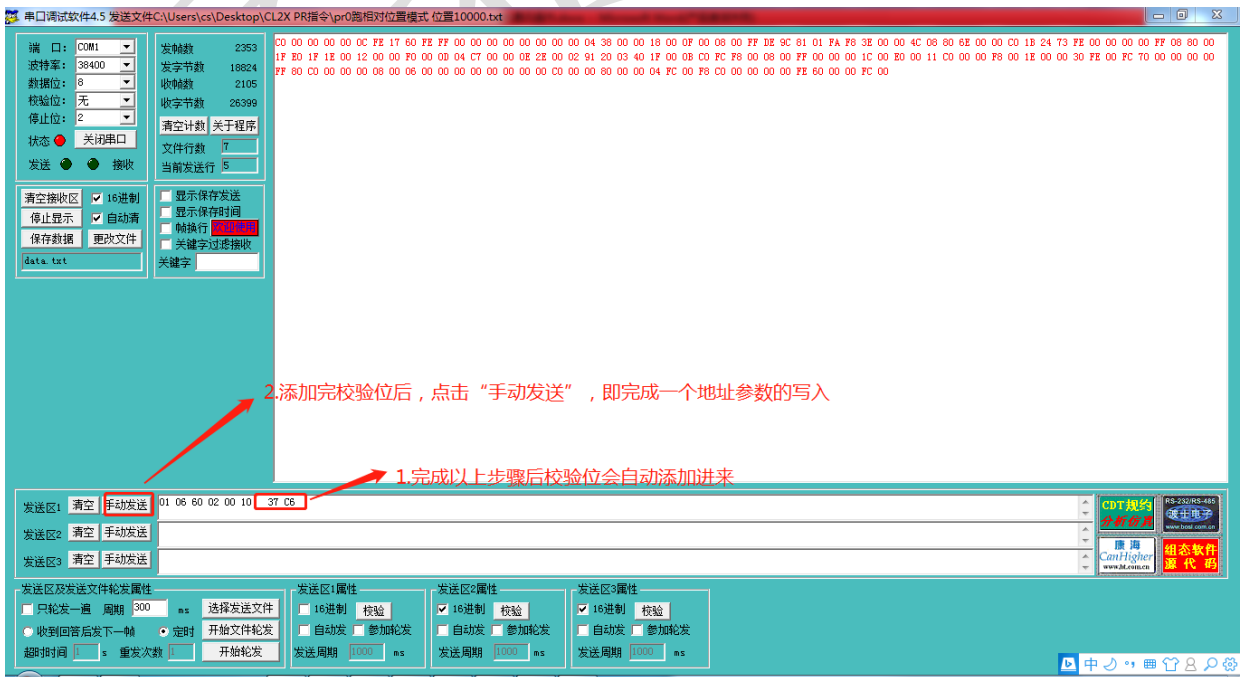 串口调试软件4.5 发送文件C:\Users\cs\Desktop\CL2X PR指令\pr0跑相对位置模式 位置10000.txt
端 口: COM1
波特率: 38400
数据位: 8
校验位: 无
停止位: 2
状态 关闭串口
发送 接收
发帧数 2353
发字节数 18824
收帧数 2105
收字节数 26399
清空计数 关于程序
文件行数 7
当前发送行 5
C0 00 00 00 00 0C FE 17 60 FE FF 00 00 00 00 00 00 00 04 38 00 00 18 00 0F 00 08 00 FF DE 9C 81 01 FA F8 3E 00 00 4C 08 80 6E 00 00 C0 1B 24 73 FE 00 00 00 00 FF 08 80 00
1F E0 1F 1E 00 12 00 00 F0 00 0D 04 C7 00 00 0E 2E 00 02 91 20 03 40 1F 00 0B C0 FC F8 00 08 00 FF 00 00 00 1C 00 E0 00 11 C0 00 00 F8 00 1E 00 00 30 FE 00 FC 70 00 00 00 00
FF 80 C0 00 00 00 08 00 06 00 00 00 00 00 00 00 C0 00 00 80 00 00 04 FC 00 F8 C0 00 00 00 00 FE 60 00 00 FC 00
清空接收区 16进制
停止显示 自动清
保存数据 更改文件
data.txt
显示保存发送
显示保存时间
帧换行 欢迎使用
关键字过滤接收
关键字
2.添加完校验位后，点击“手动发送”，即完成一个地址参数的写入
1.完成以上步骤后校验位会自动添加进来
发送区1 清空 手动发送 01 06 60 02 00 10 37 C6
发送区2 清空 手动发送
发送区3 清空 手动发送
CDT规约
分析仿真
RS-232/RS-485
波士电子
www.bosi.com.cn
康 海
CanHigher
www.ht.com.cn
组态软件
源 代 码
发送区及发送文件轮发属性
只轮发一遍 周期 300 ms 选择发送文件
收到回答后发下一帧 定时 开始文件轮发
超时时间 1 s 重发次数 1 开始轮发
发送区1属性
16进制 校验
自动发 参加轮发
发送周期 1000 ms
发送区2属性
16进制 校验
自动发 参加轮发
发送周期 1000 ms
发送区3属性
16进制 校验
自动发 参加轮发
发送周期 1000 ms
中